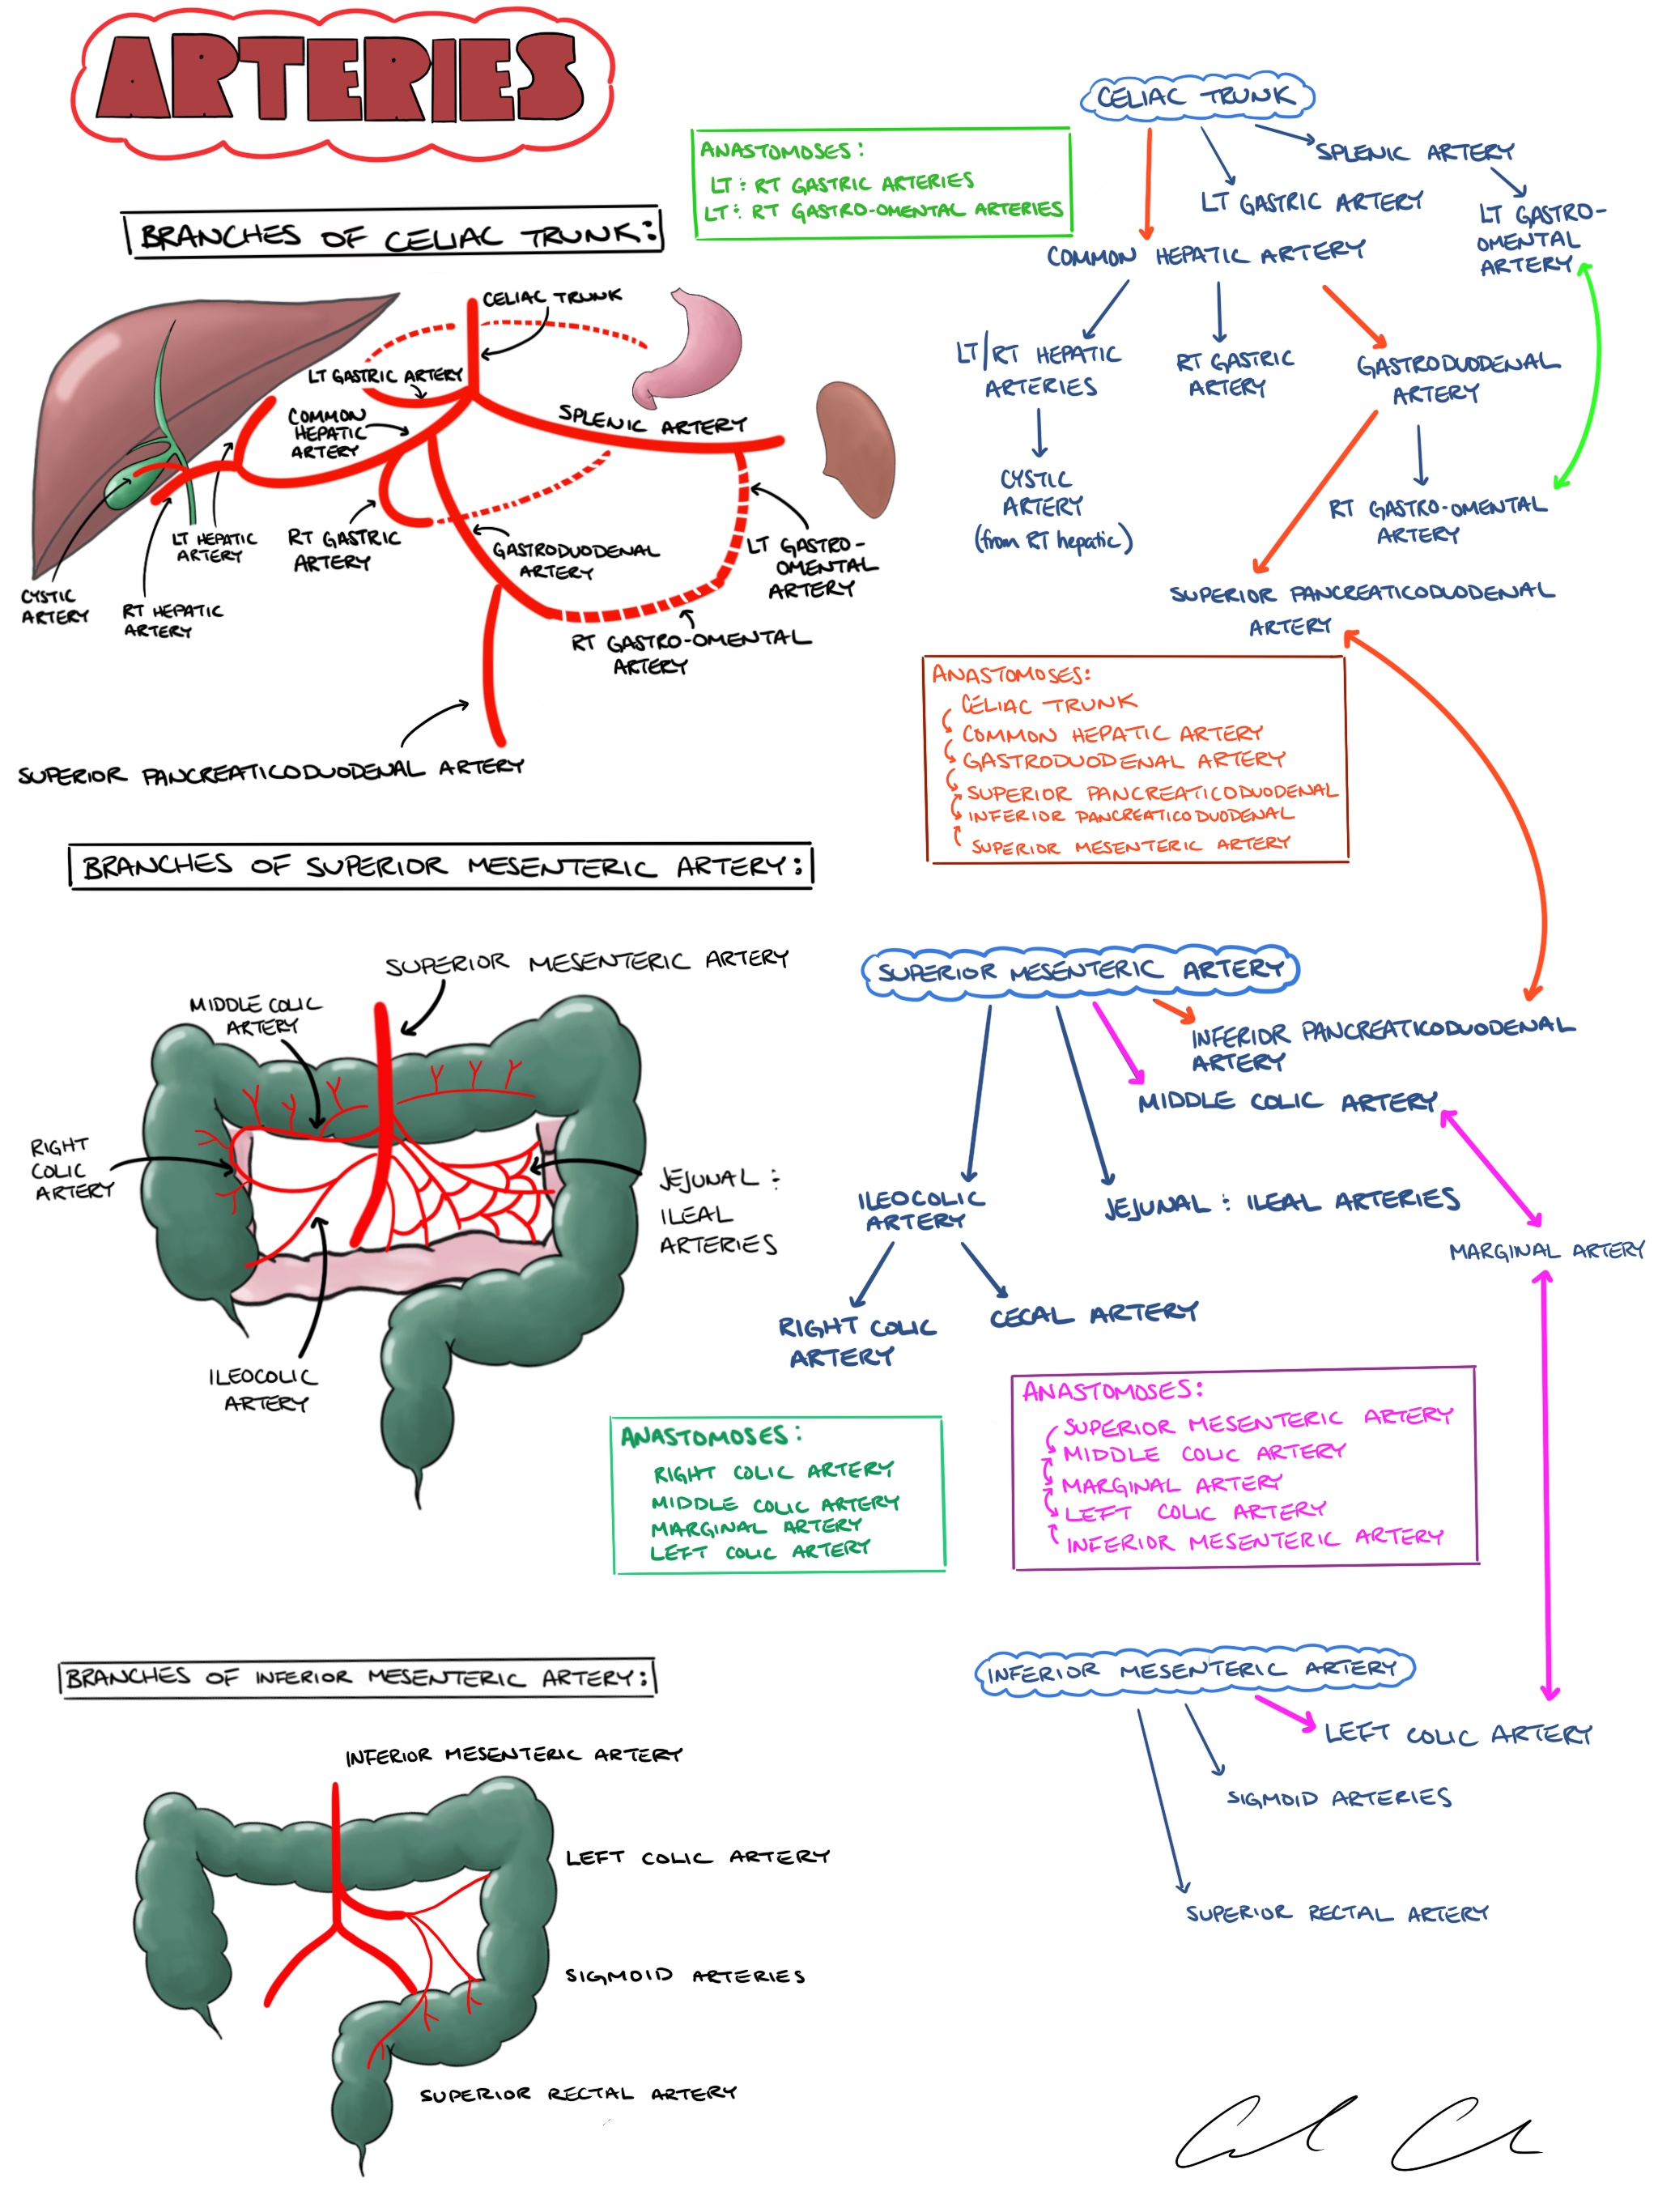 ARTERIES
BRANCHES OF CELIAC TRUNK:
CELIAC TRUNK
LT GASTRIC ARTERY
COMMON
HEPATIC
ARTERY
SPLENIC ARTERY
LT HEPATIC
ARTERY
RT GASTRIC
ARTERY
GASTRODUODENAL
ARTERY
LT GASTRO-
OMENTAL
ARTERY
CYSTIC
ARTERY
RT HEPATIC
ARTERY
RT GASTRO-OMENTAL
ARTERY
SUPERIOR PANCREATICODUODENAL ARTERY
ANASTOMOSES:
LT : RT GASTRIC ARTERIES
LT : RT GASTRO-OMENTAL ARTERIES
CELIAC TRUNK
SPLENIC ARTERY
LT GASTRIC ARTERY
LT GASTRO-
OMENTAL
ARTERY
COMMON HEPATIC ARTERY
LT/RT HEPATIC
ARTERIES
RT GASTRIC
ARTERY
GASTRODUODENAL
ARTERY
CYSTIC
ARTERY
(from RT hepatic)
RT GASTRO-OMENTAL
ARTERY
SUPERIOR PANCREATICODUODENAL
ARTERY
ANASTOMOSES:
CELIAC TRUNK
COMMON HEPATIC ARTERY
GASTRODUODENAL ARTERY
SUPERIOR PANCREATICODUODENAL
INFERIOR PANCREATICODUODENAL
SUPERIOR MESENTERIC ARTERY
BRANCHES OF SUPERIOR MESENTERIC ARTERY:
SUPERIOR MESENTERIC ARTERY
MIDDLE COLIC
ARTERY
RIGHT
COLIC
ARTERY
JEJUNAL :
ILEAL
ARTERIES
ILEOCOLIC
ARTERY
SUPERIOR MESENTERIC ARTERY
INFERIOR PANCREATICODUODENAL
ARTERY
MIDDLE COLIC ARTERY
ILEOCOLIC
ARTERY
JEJUNAL : ILEAL ARTERIES
MARGINAL ARTERY
RIGHT COLIC
ARTERY
CECAL ARTERY
ANASTOMOSES:
RIGHT COLIC ARTERY
MIDDLE COLIC ARTERY
MARGINAL ARTERY
LEFT COLIC ARTERY
ANASTOMOSES:
SUPERIOR MESENTERIC ARTERY
MIDDLE COLIC ARTERY
MARGINAL ARTERY
LEFT COLIC ARTERY
INFERIOR MESENTERIC ARTERY
BRANCHES OF INFERIOR MESENTERIC ARTERY:
INFERIOR MESENTERIC ARTERY
LEFT COLIC ARTERY
SIGMOID ARTERIES
SUPERIOR RECTAL ARTERY
INFERIOR MESENTERIC ARTERY
LEFT COLIC ARTERY
SIGMOID ARTERIES
SUPERIOR RECTAL ARTERY